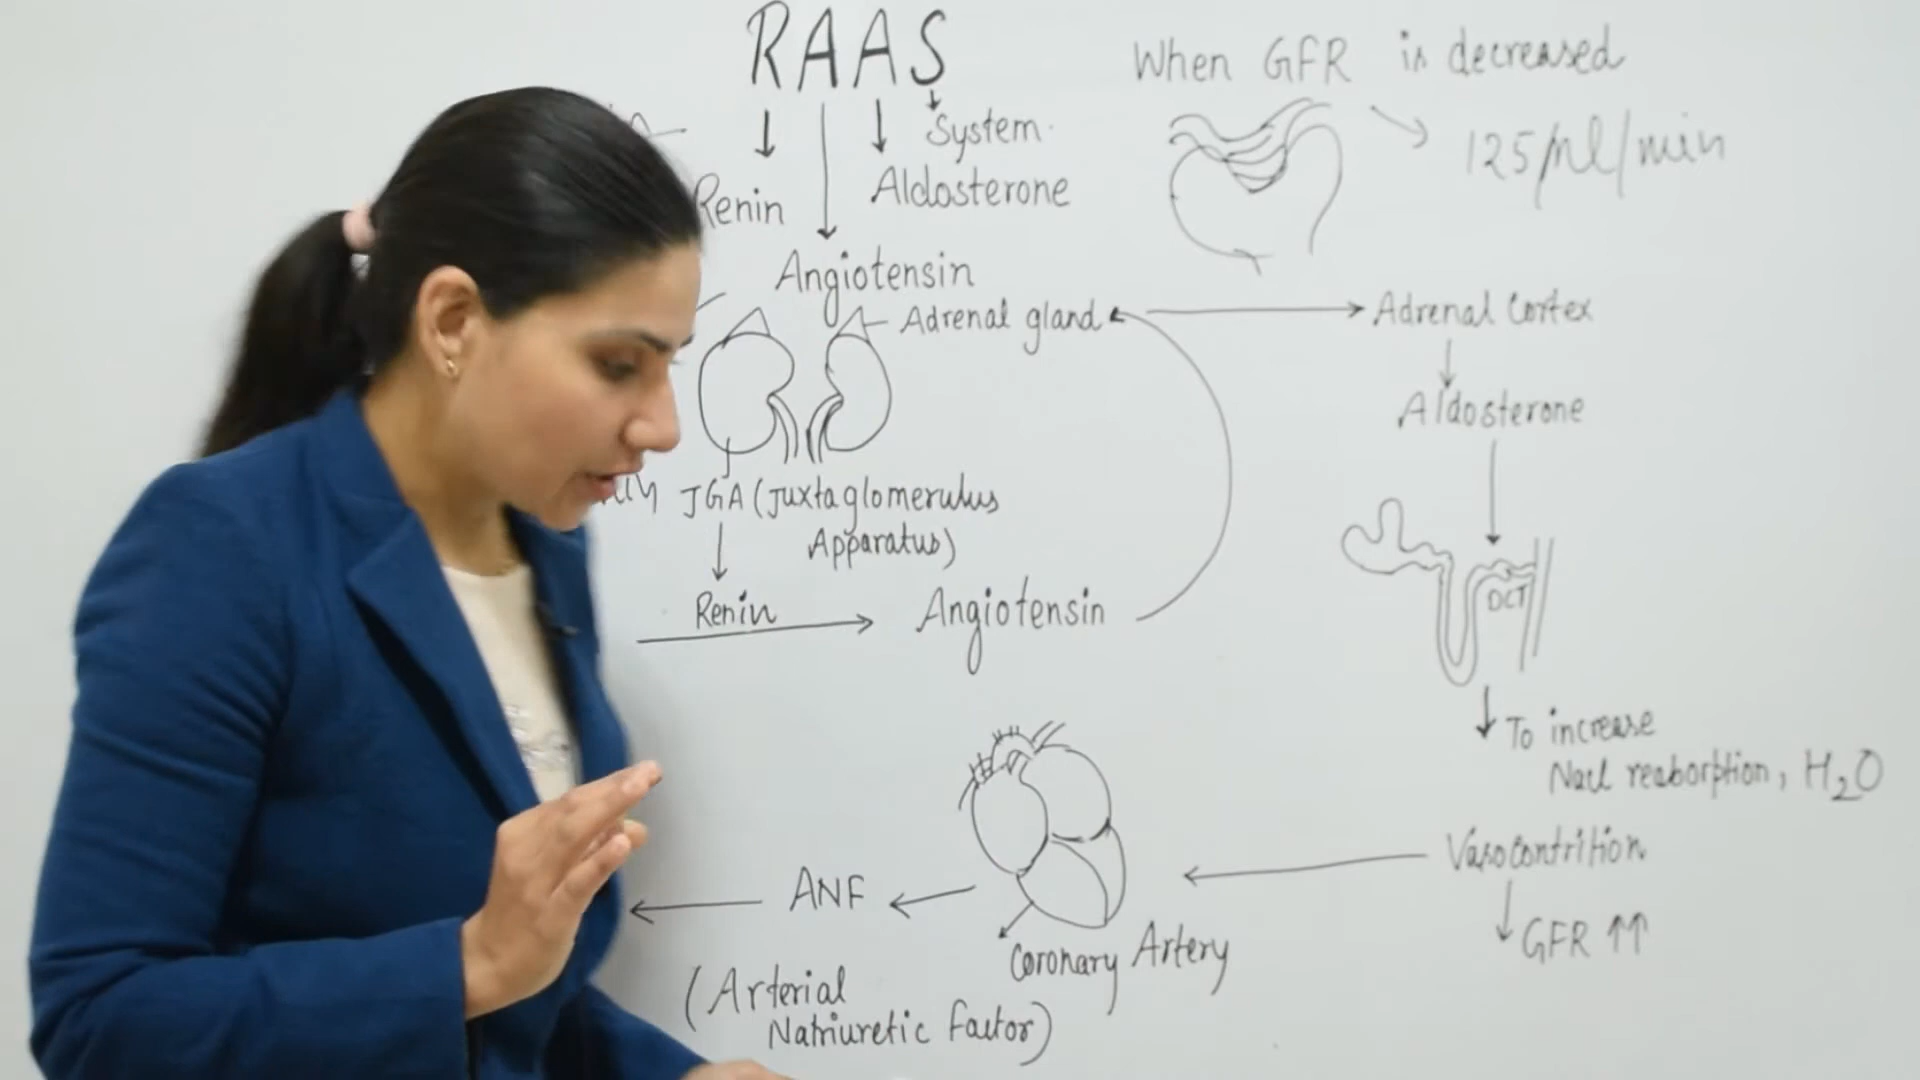 RAAS
System
Renin
Aldosterone
Angiotensin
Adrenal gland
JGA (Juxtaglomerulus
Apparatus)
Renin
Angiotensin
When GFR is decreased
125 ml/min
Adrenal Cortex
Aldosterone
DCT
To increase
Nacl reaborption, H₂O
Vasocontrition
GFR ↑↑
Coronary Artery
ANF
(Arterial
Natriuretic factor)